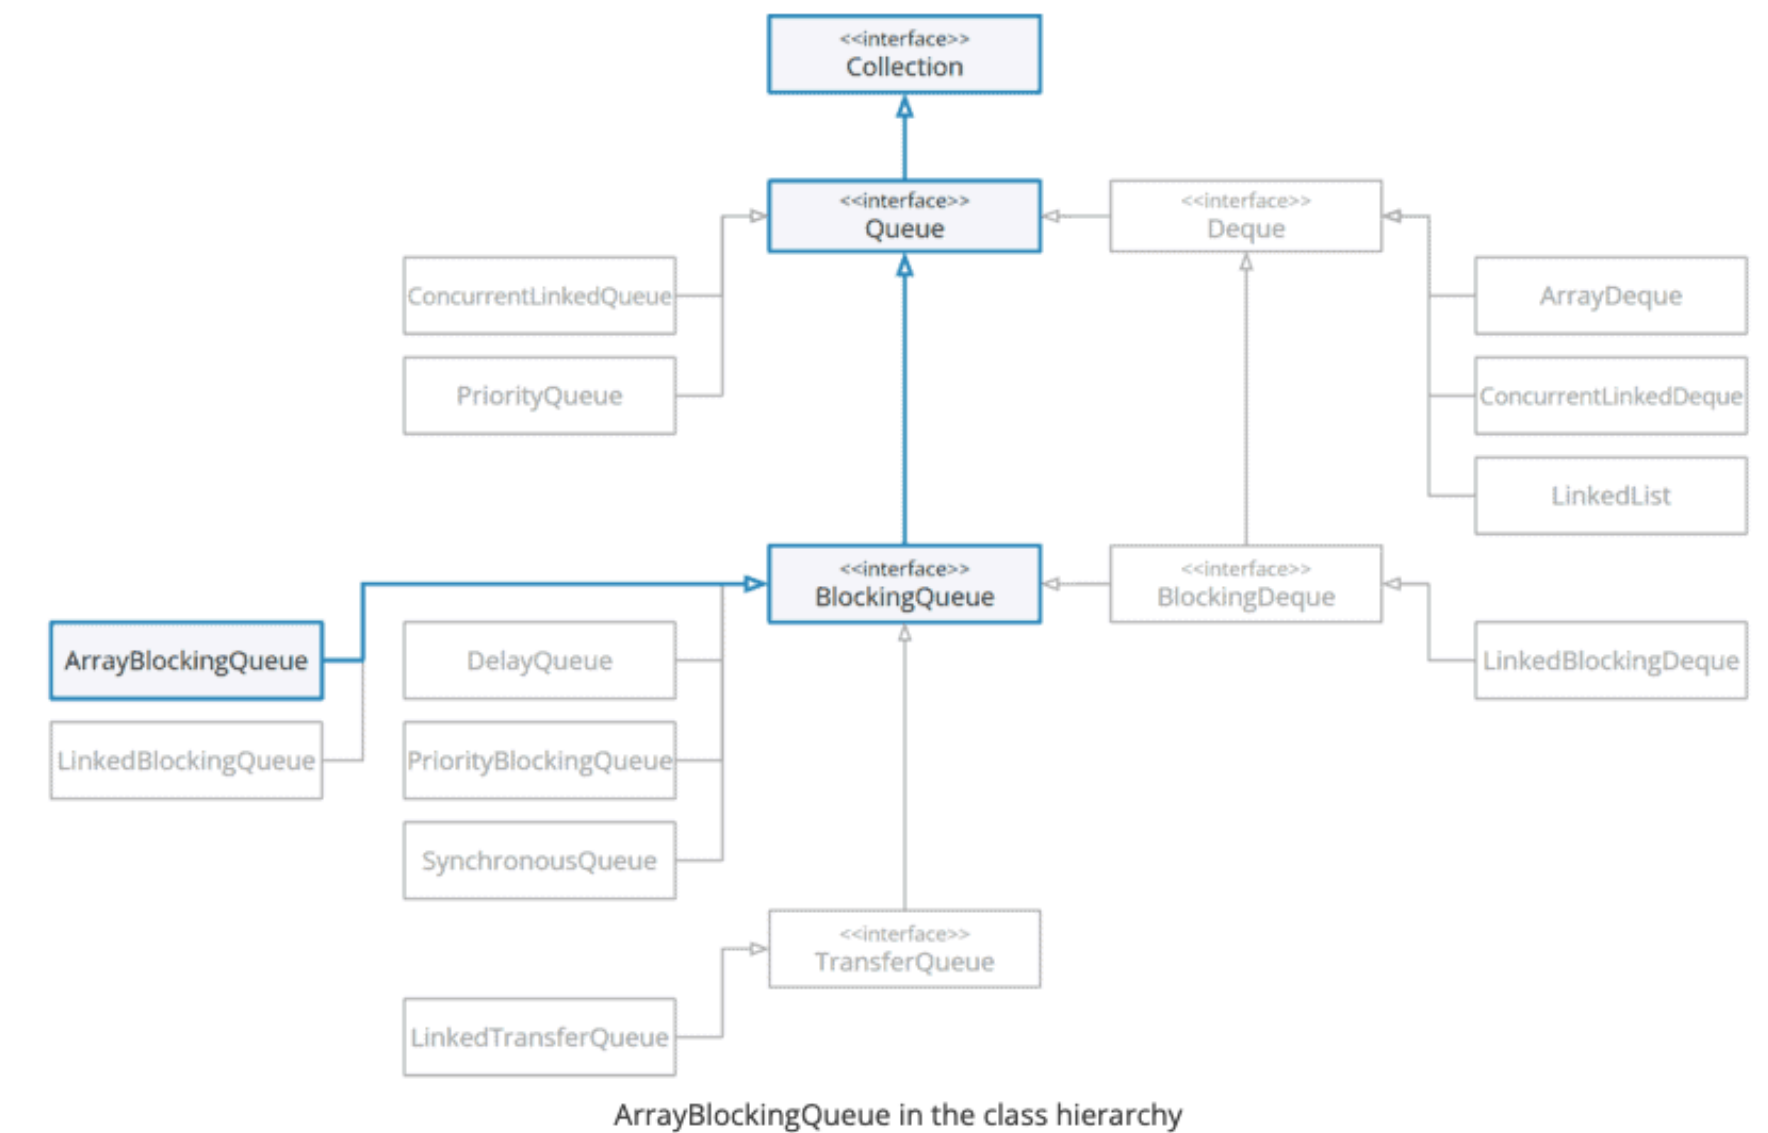 <<interface>>
Collection
<<interface>>
Queue
<<interface>>
Deque
ConcurrentLinkedQueue
ArrayDeque
PriorityQueue
ConcurrentLinkedDeque
LinkedList
<<interface>>
BlockingQueue
<<interface>>
BlockingDeque
ArrayBlockingQueue
DelayQueue
LinkedBlockingDeque
LinkedBlockingQueue
PriorityBlockingQueue
SynchronousQueue
<<interface>>
TransferQueue
LinkedTransferQueue
ArrayBlockingQueue in the class hierarchy